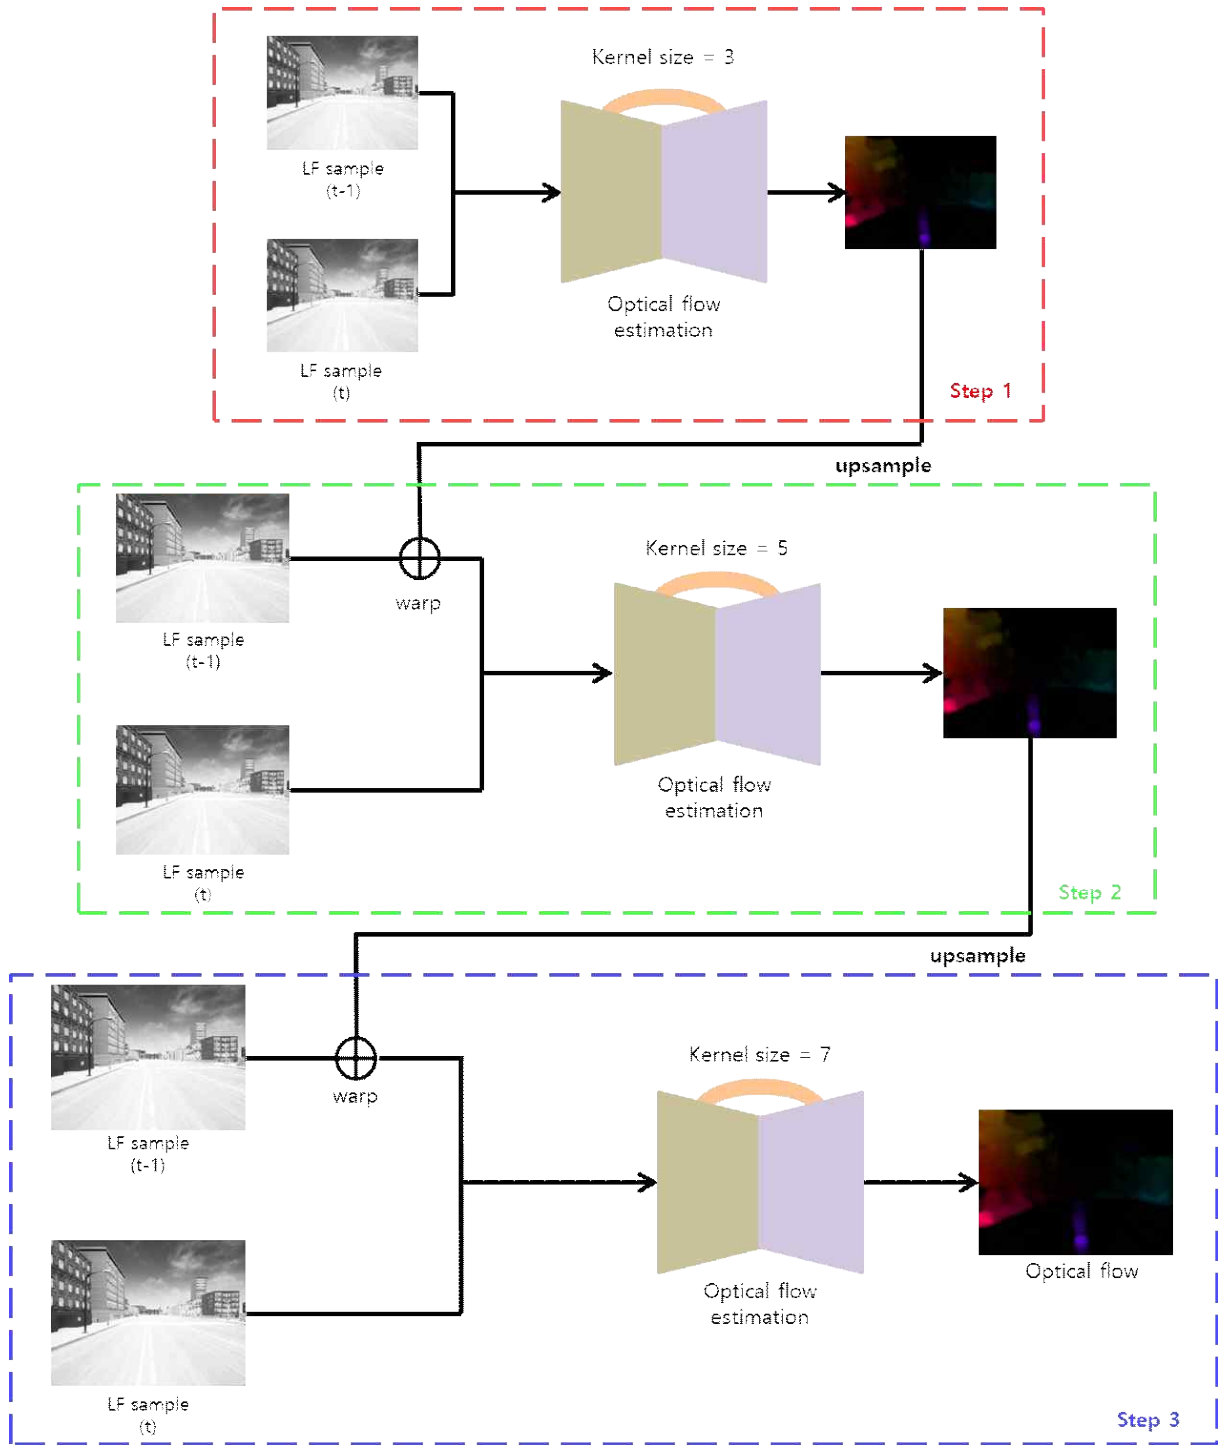 Kernel size = 3
LF sample
(t-1)
Optical flow
estimation
LF sample
(t)
Step 1
upsample
Kernel size = 5
warp
LF sample
(t-1)
Optical flow
estimation
LF sample
(t)
Step 2
upsample
Kernel size = 7
warp
LF sample
(t-1)
Optical flow
Optical flow
estimation
LF sample
(t)
Step 3